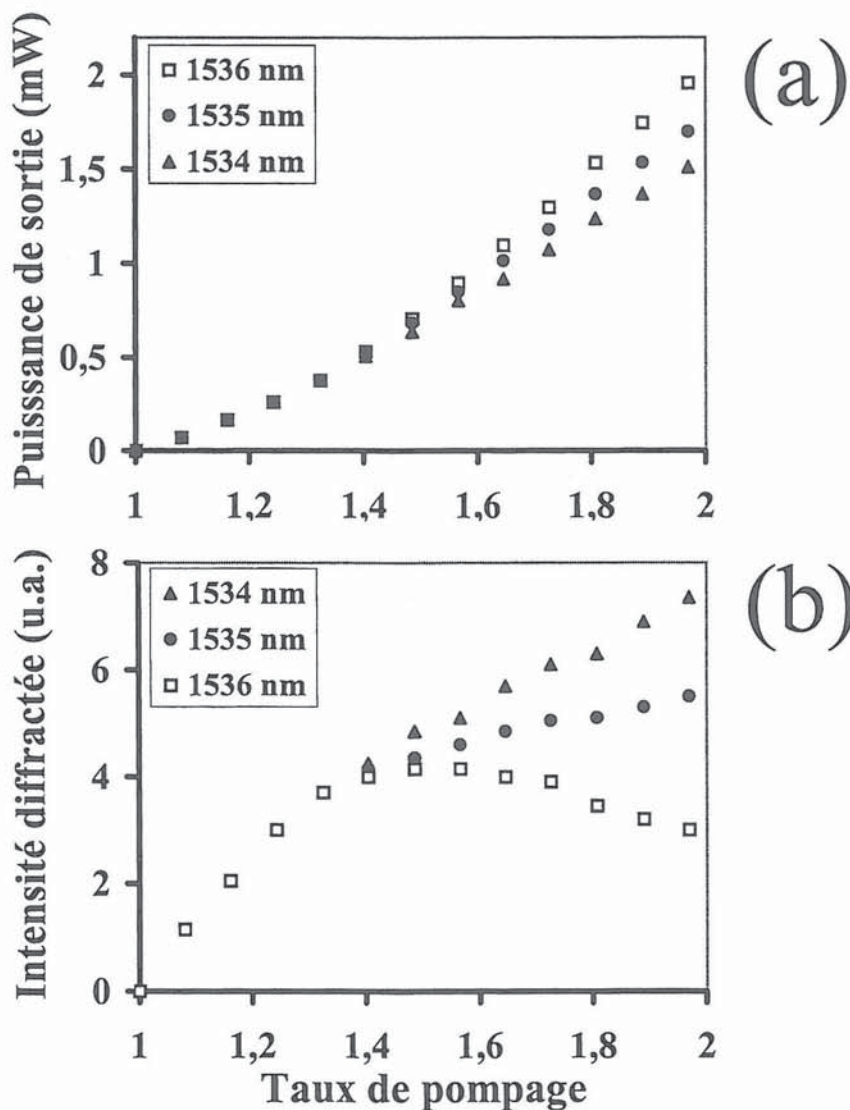 (a)
Puisssance de sortie (mW)
1536 nm
1535 nm
1534 nm
2
1,5
1
0,5
0
1
1,2
1,4
1,6
1,8
2
(b)
Intensité diffractée (u.a.)
1534 nm
1535 nm
1536 nm
8
6
4
2
0
1
1,2
1,4
1,6
1,8
2
Taux de pompage